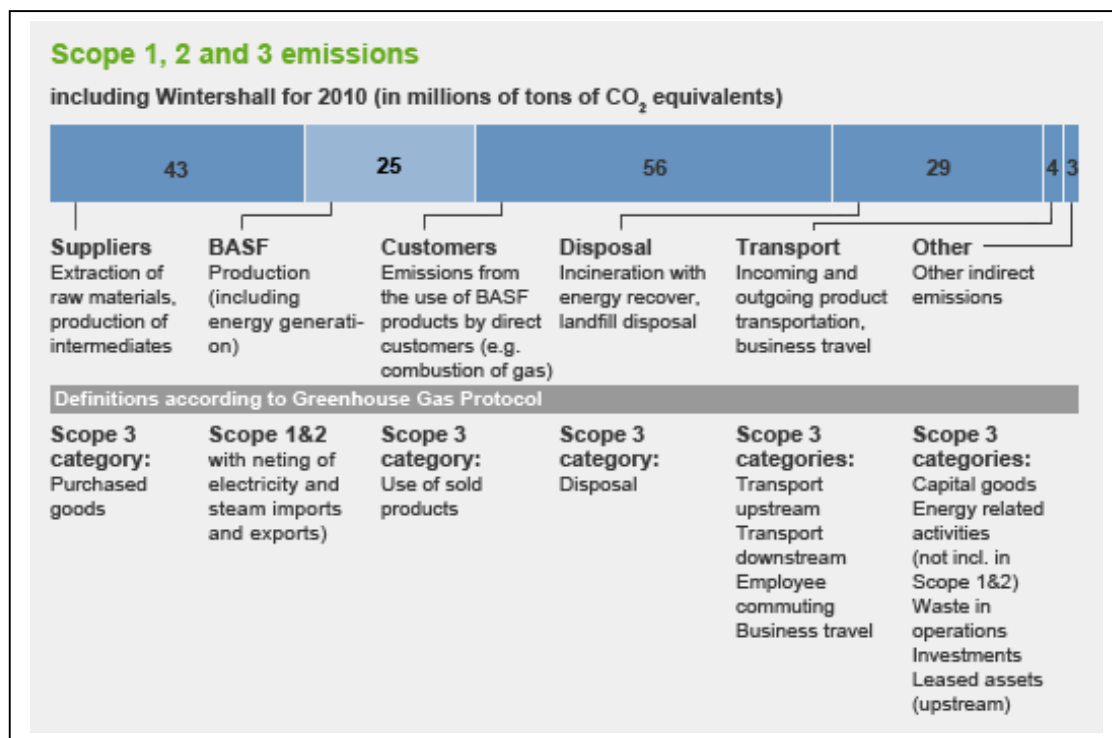 Scope 1, 2 and 3 emissions
including Wintershall for 2010 (in millions of tons of CO₂ equivalents)
43
25
56
29
4
3
Suppliers
Extraction of
raw materials,
production of
intermediates
BASF
Production
(including
energy generati-
on)
Customers
Emissions from
the use of BASF
products by direct
customers (e.g.
combustion of gas)
Disposal
Incineration with
energy recover,
landfill disposal
Transport
Incoming and
outgoing product
transportation,
business travel
Other
Other indirect
emissions
Definitions according to Greenhouse Gas Protocol
Scope 3
category:
Purchased
goods
Scope 1&2
with neting of
electricity and
steam imports
and exports)
Scope 3
category:
Use of sold
products
Scope 3
category:
Disposal
Scope 3
categories:
Transport
upstream
Transport
downstream
Employee
commuting
Business travel
Scope 3
categories:
Capital goods
Energy related
activities
(not incl. in
Scope 1&2)
Waste in
operations
Investments
Leased assets
(upstream)